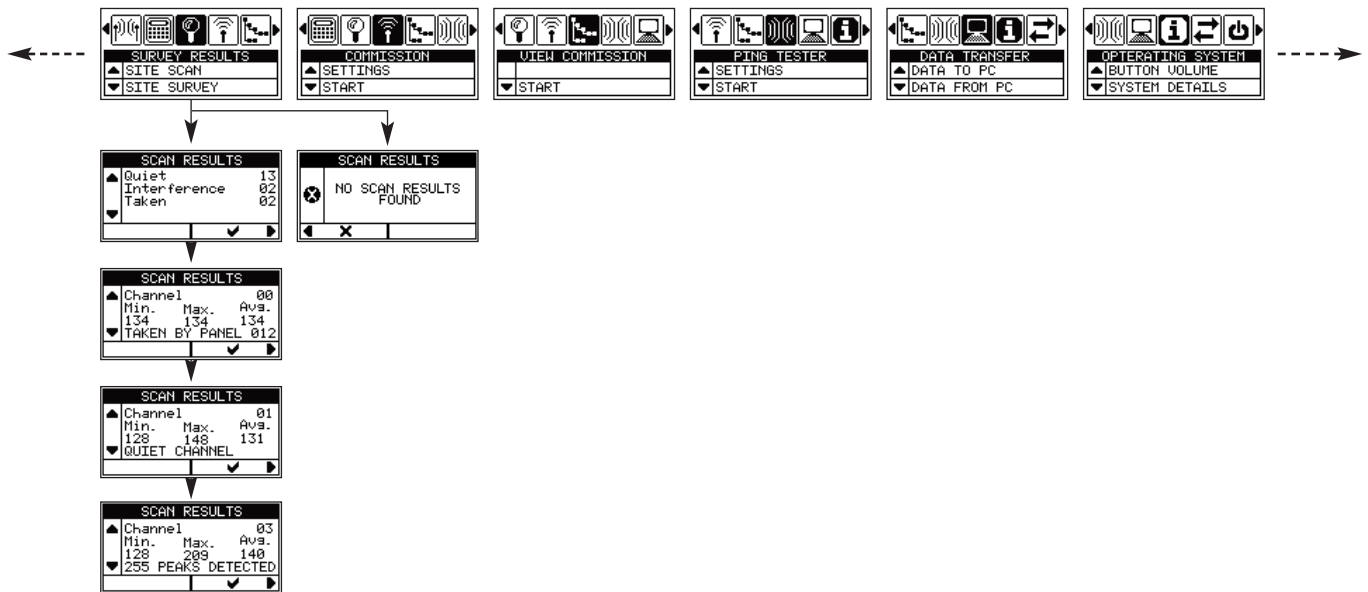 SURVEY RESULTS
SITE SCAN
SITE SURVEY
COMMISSION
SETTINGS
START
VIEW COMMISSION
START
PING TESTER
SETTINGS
START
DATA TRANSFER
DATA TO PC
DATA FROM PC
OPTERATING SYSTEM
BUTTON VOLUME
SYSTEM DETAILS
SCAN RESULTS
Quiet 13
Interference 02
Taken 02
SCAN RESULTS
NO SCAN RESULTS
FOUND
SCAN RESULTS
Channel 00
Min. Max. Avg.
134 134 134
TAKEN BY PANEL 012
SCAN RESULTS
Channel 01
Min. Max. Avg.
128 148 131
QUIET CHANNEL
SCAN RESULTS
Channel 03
Min. Max. Avg.
128 209 140
255 PEAKS DETECTED